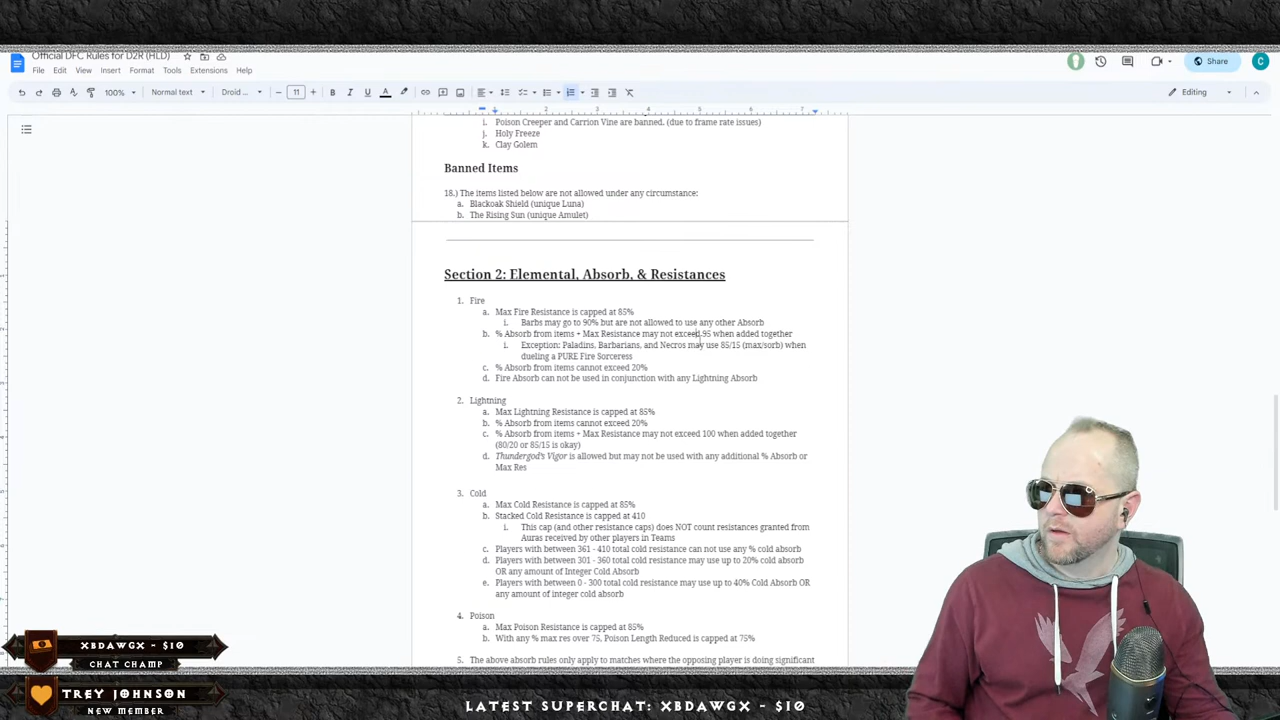 Official DFC Rules for D2R (HLD)
File Edit View Insert Format Tools Extensions Help
Share
C
100% Normal text Droid ... 11 Editing
i. Poison Creeper and Carrion Vine are banned. (due to frame rate issues)
j. Holy Freeze
k. Clay Golem
Banned Items
18.) The items listed below are not allowed under any circumstance:
a. Blackoak Shield (unique Luna)
b. The Rising Sun (unique Amulet)
Section 2: Elemental, Absorb, & Resistances
1. Fire
a. Max Fire Resistance is capped at 85%
i. Barbs may go to 90% but are not allowed to use any other Absorb
b. % Absorb from items + Max Resistance may not exceed 95 when added together
i. Exception: Paladins, Barbarians, and Necros may use 85/15 (max/sorb) when
dueling a PURE Fire Sorceress
c. % Absorb from items cannot exceed 20%
d. Fire Absorb can not be used in conjunction with any Lightning Absorb
2. Lightning
a. Max Lightning Resistance is capped at 85%
b. % Absorb from items cannot exceed 20%
c. % Absorb from items + Max Resistance may not exceed 100 when added together
(80/20 or 85/15 is okay)
d. Thundergod's Vigor is allowed but may not be used with any additional % Absorb or
Max Res
3. Cold
a. Max Cold Resistance is capped at 85%
b. Stacked Cold Resistance is capped at 410
i. This cap (and other resistance caps) does NOT count resistances granted from
Auras received by other players in Teams
c. Players with between 361 - 410 total cold resistance can not use any % cold absorb
d. Players with between 301 - 360 total cold resistance may use up to 20% cold absorb
OR any amount of Integer Cold Absorb
e. Players with between 0 - 300 total cold resistance may use up to 40% Cold Absorb OR
any amount of integer cold absorb
4. Poison
a. Max Poison Resistance is capped at 85%
b. With any % max res over 75, Poison Length Reduced is capped at 75%
5. The above absorb rules only apply to matches where the opposing player is doing significant
XBDAWGX - $10
CHAT CHAMP
TREY JOHNSON
NEW MEMBER
LATEST SUPERCHAT: XBDAWGX - $10